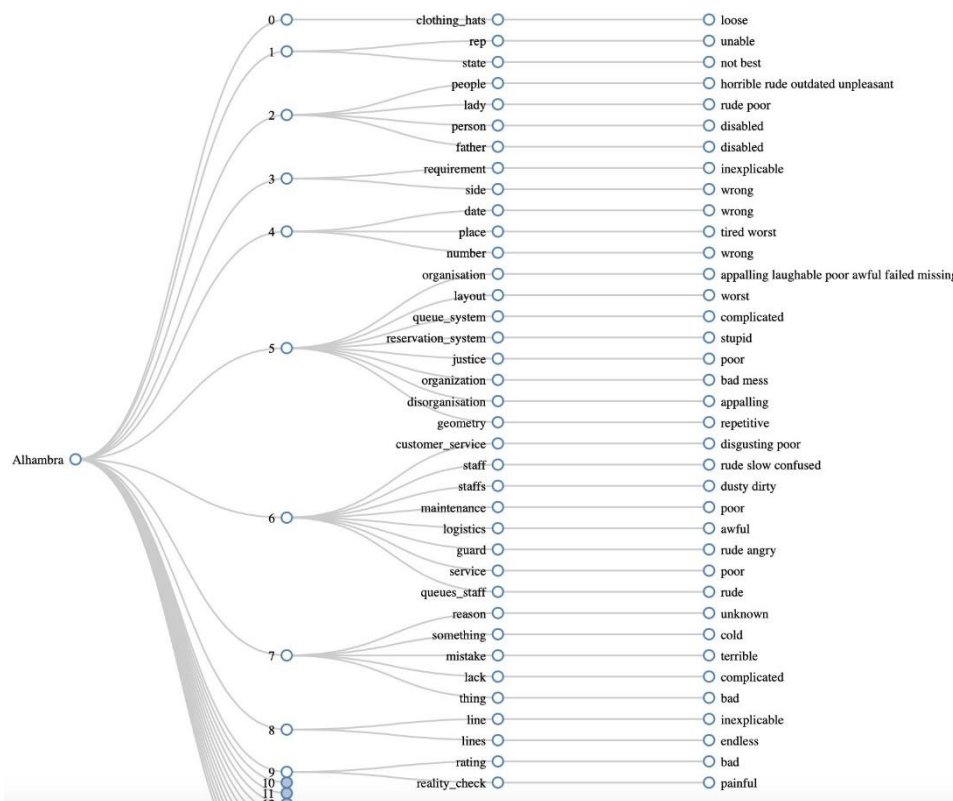 0 clothing_hats loose
1 rep unable
state not best
2 people horrible rude outdated unpleasant
lady rude poor
person disabled
father disabled
3 requirement inexplicable
side wrong
4 date wrong
place tired worst
number wrong
organisation appalling laughable poor awful failed missing
layout worst
queue_system complicated
reservation_system stupid
5 justice poor
organization bad mess
disorganisation appalling
geometry repetitive
customer_service disgusting poor
Alhambra
staff rude slow confused
staffs dusty dirty
6 maintenance poor
logistics awful
guard rude angry
service poor
queues_staff rude
reason unknown
something cold
7 mistake terrible
lack complicated
thing bad
8 line inexplicable
lines endless
9 rating bad
10 reality_check painful
11